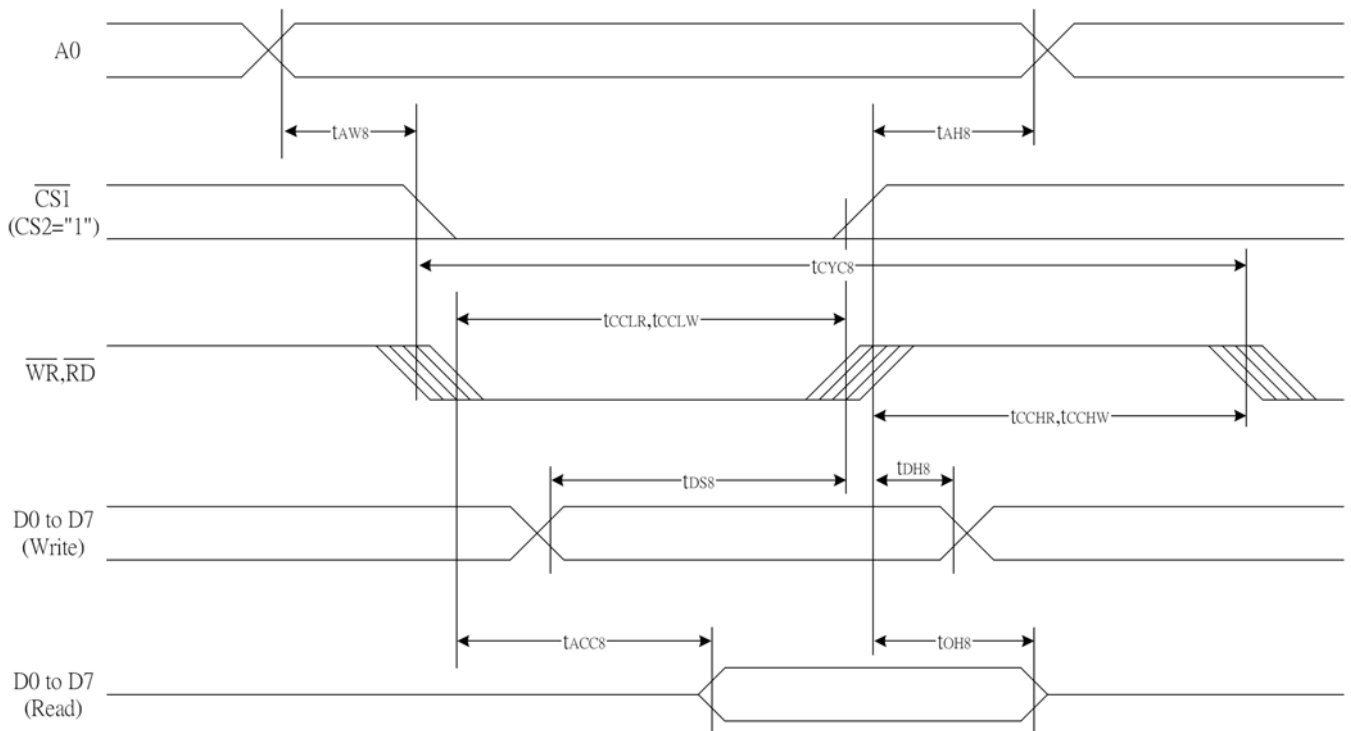 A0
tAW8
tAH8
CS1
(CS2="1")
tCYC8
tCCLR,tCCLW
WR,RD
tCCHR,tCCHW
tDS8
tDH8
D0 to D7
(Write)
tACC8
tOH8
D0 to D7
(Read)